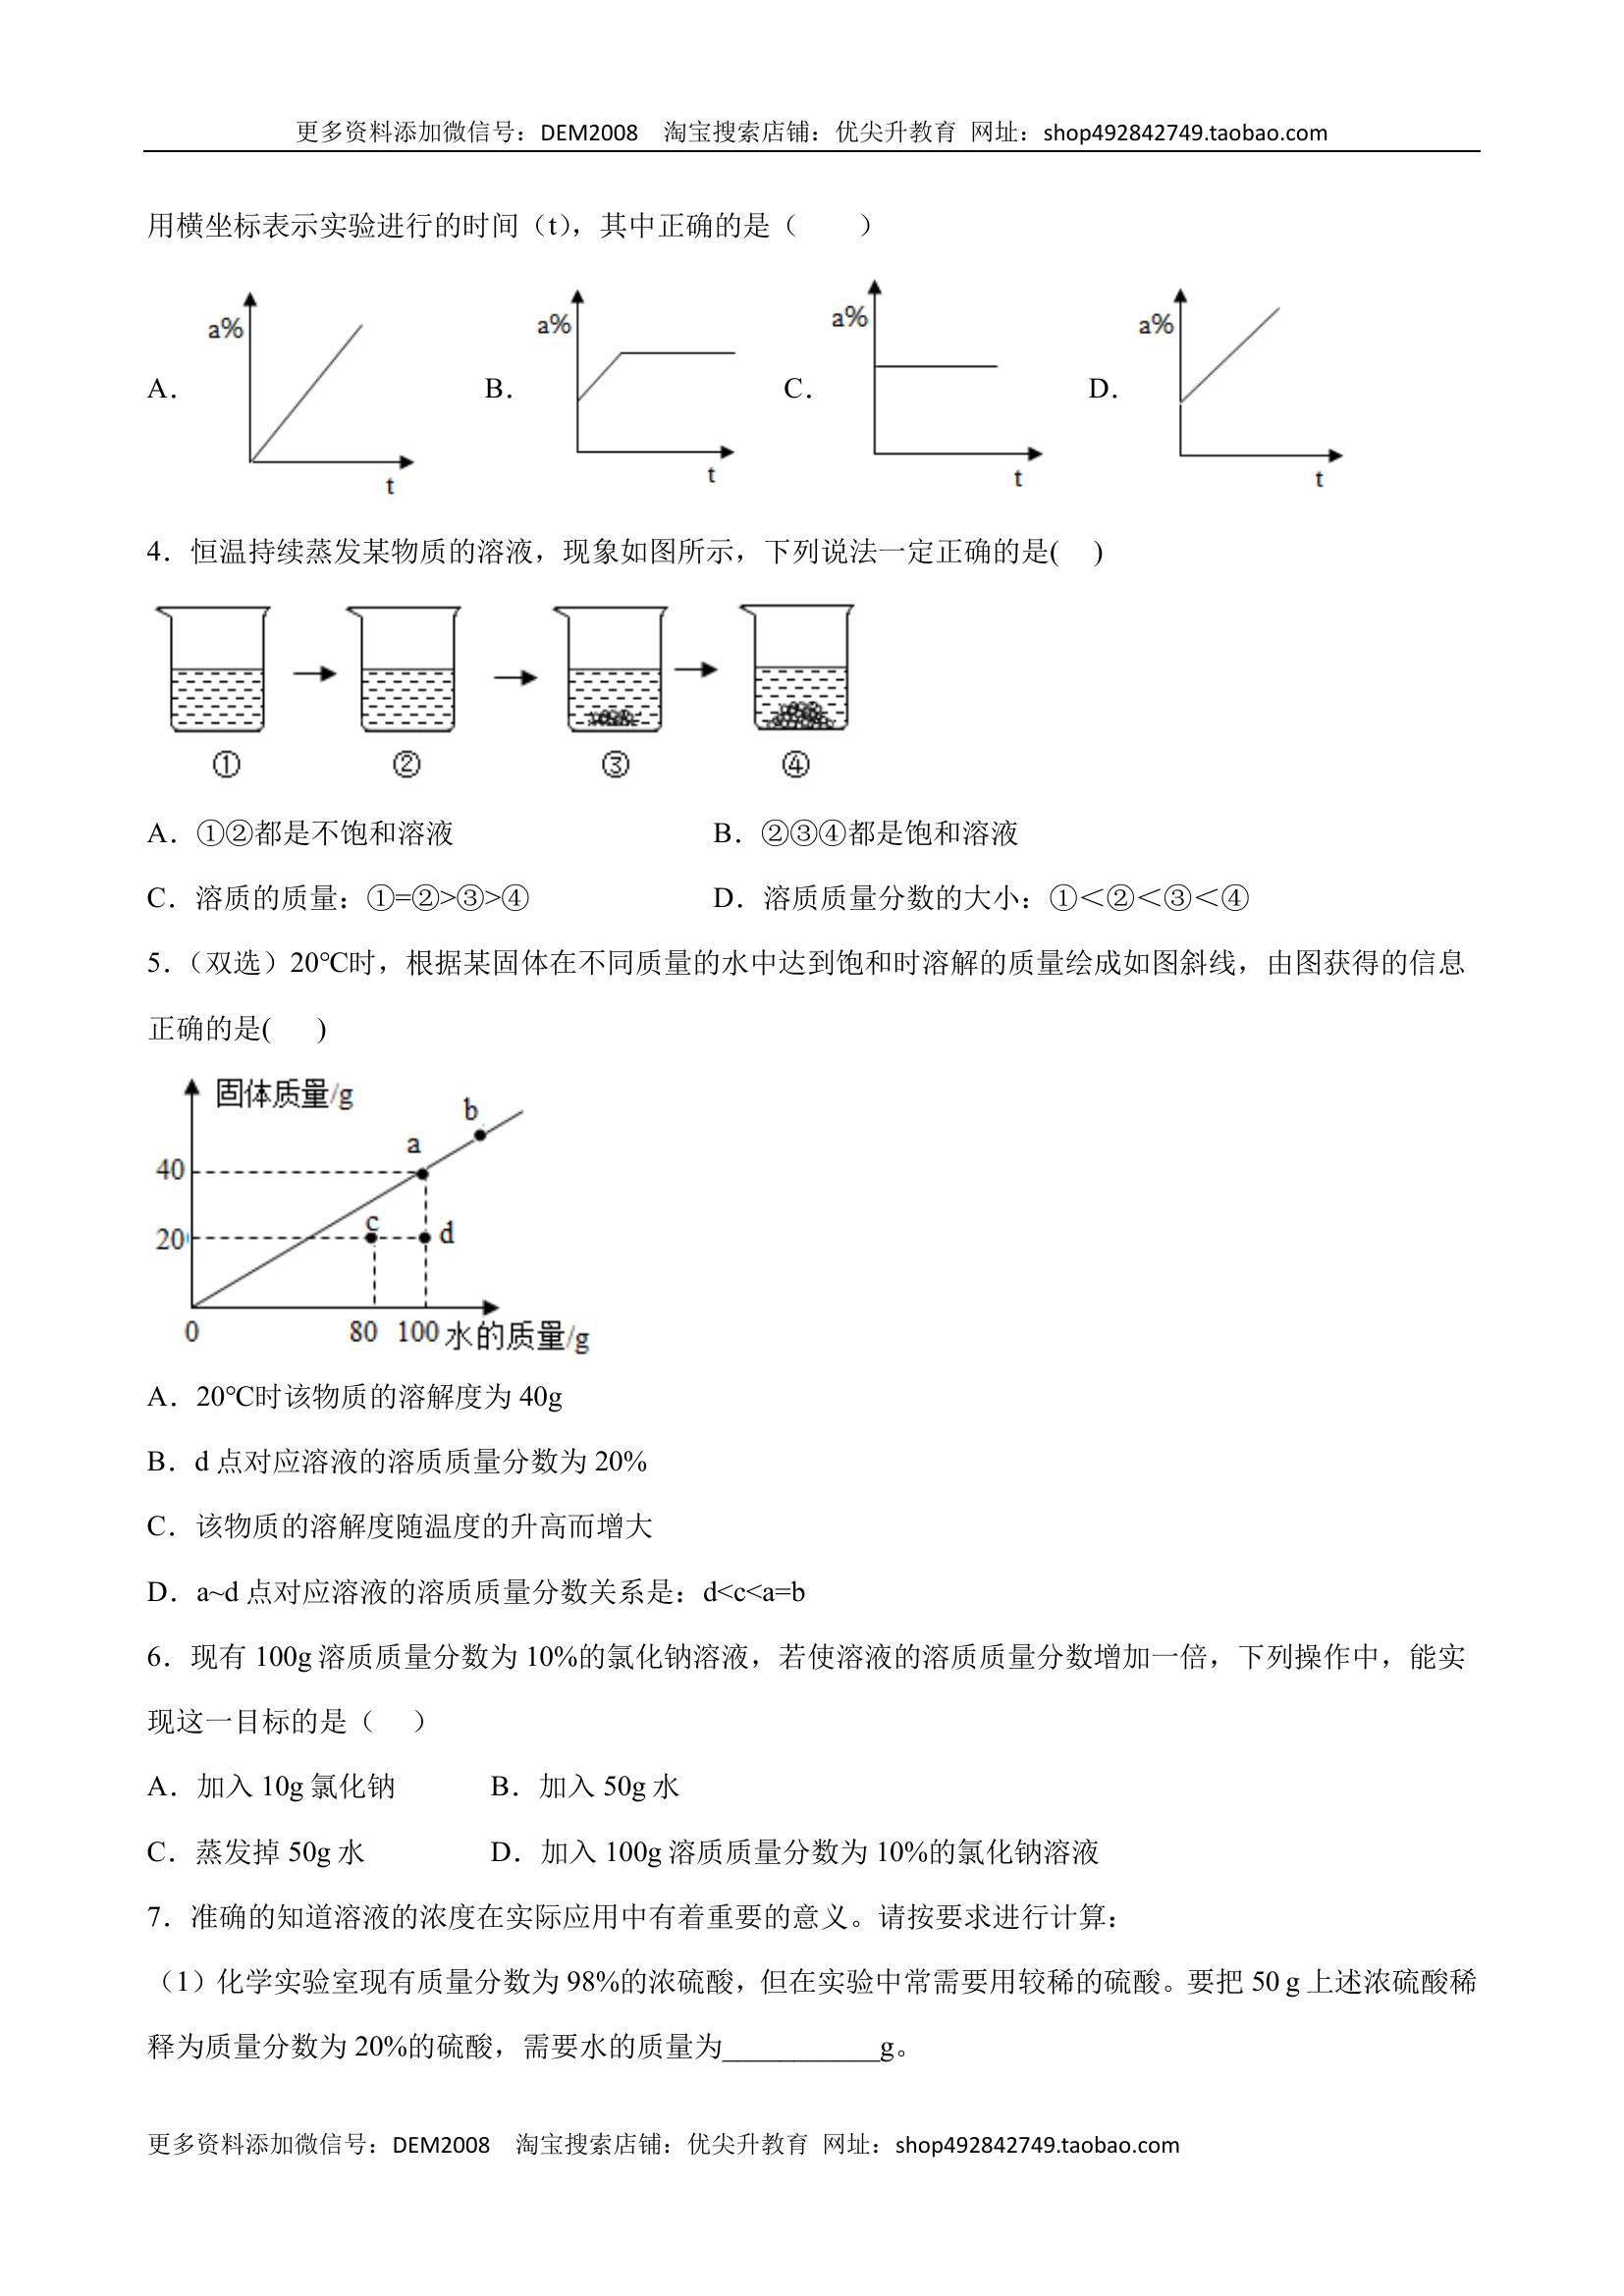 更多资料添加微信号：DEM2008 淘宝搜索店铺：优尖升教育 网址：shop492842749.taobao.com
用横坐标表示实验进行的时间（t），其中正确的是（ ）
A． a% t B． a% t C． a% t D． a% t
4．恒温持续蒸发某物质的溶液，现象如图所示，下列说法一定正确的是( )
① ② ③ ④
A．①②都是不饱和溶液 B．②③④都是饱和溶液
C．溶质的质量：①=②>③>④ D．溶质质量分数的大小：①＜②＜③＜④
5．（双选）20℃时，根据某固体在不同质量的水中达到饱和时溶解的质量绘成如图斜线，由图获得的信息
正确的是( )
固体质量/g
b
a
40
c
20 d
0 80 100 水的质量/g
A．20℃时该物质的溶解度为 40g
B．d 点对应溶液的溶质质量分数为 20%
C．该物质的溶解度随温度的升高而增大
D．a~d 点对应溶液的溶质质量分数关系是：d<c<a=b
6．现有 100g 溶质质量分数为 10%的氯化钠溶液，若使溶液的溶质质量分数增加一倍，下列操作中，能实
现这一目标的是（ ）
A．加入 10g 氯化钠 B．加入 50g 水
C．蒸发掉 50g 水 D．加入 100g 溶质质量分数为 10%的氯化钠溶液
7．准确的知道溶液的浓度在实际应用中有着重要的意义。请按要求进行计算：
（1）化学实验室现有质量分数为 98%的浓硫酸，但在实验中常需要用较稀的硫酸。要把 50 g 上述浓硫酸稀
释为质量分数为 20%的硫酸，需要水的质量为___________g。
更多资料添加微信号：DEM2008 淘宝搜索店铺：优尖升教育 网址：shop492842749.taobao.com